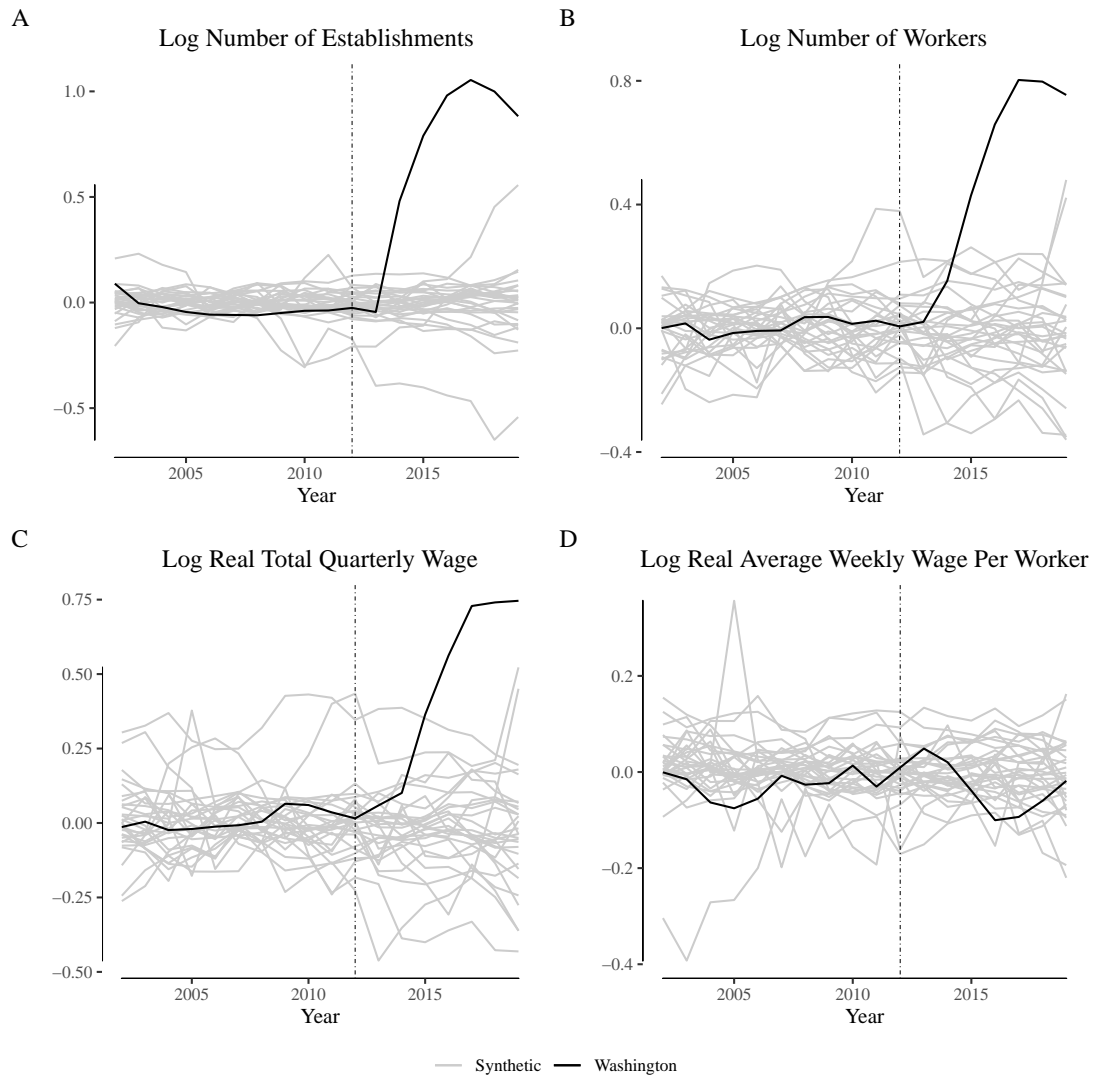 A
Log Number of Establishments
1.0
0.5
0.0
−0.5
2005 2010 2015
Year
B
Log Number of Workers
0.8
0.4
0.0
−0.4
2005 2010 2015
Year
C
Log Real Total Quarterly Wage
0.75
0.50
0.25
0.00
−0.25
−0.50
2005 2010 2015
Year
D
Log Real Average Weekly Wage Per Worker
0.2
0.0
−0.2
−0.4
2005 2010 2015
Year
Synthetic Washington